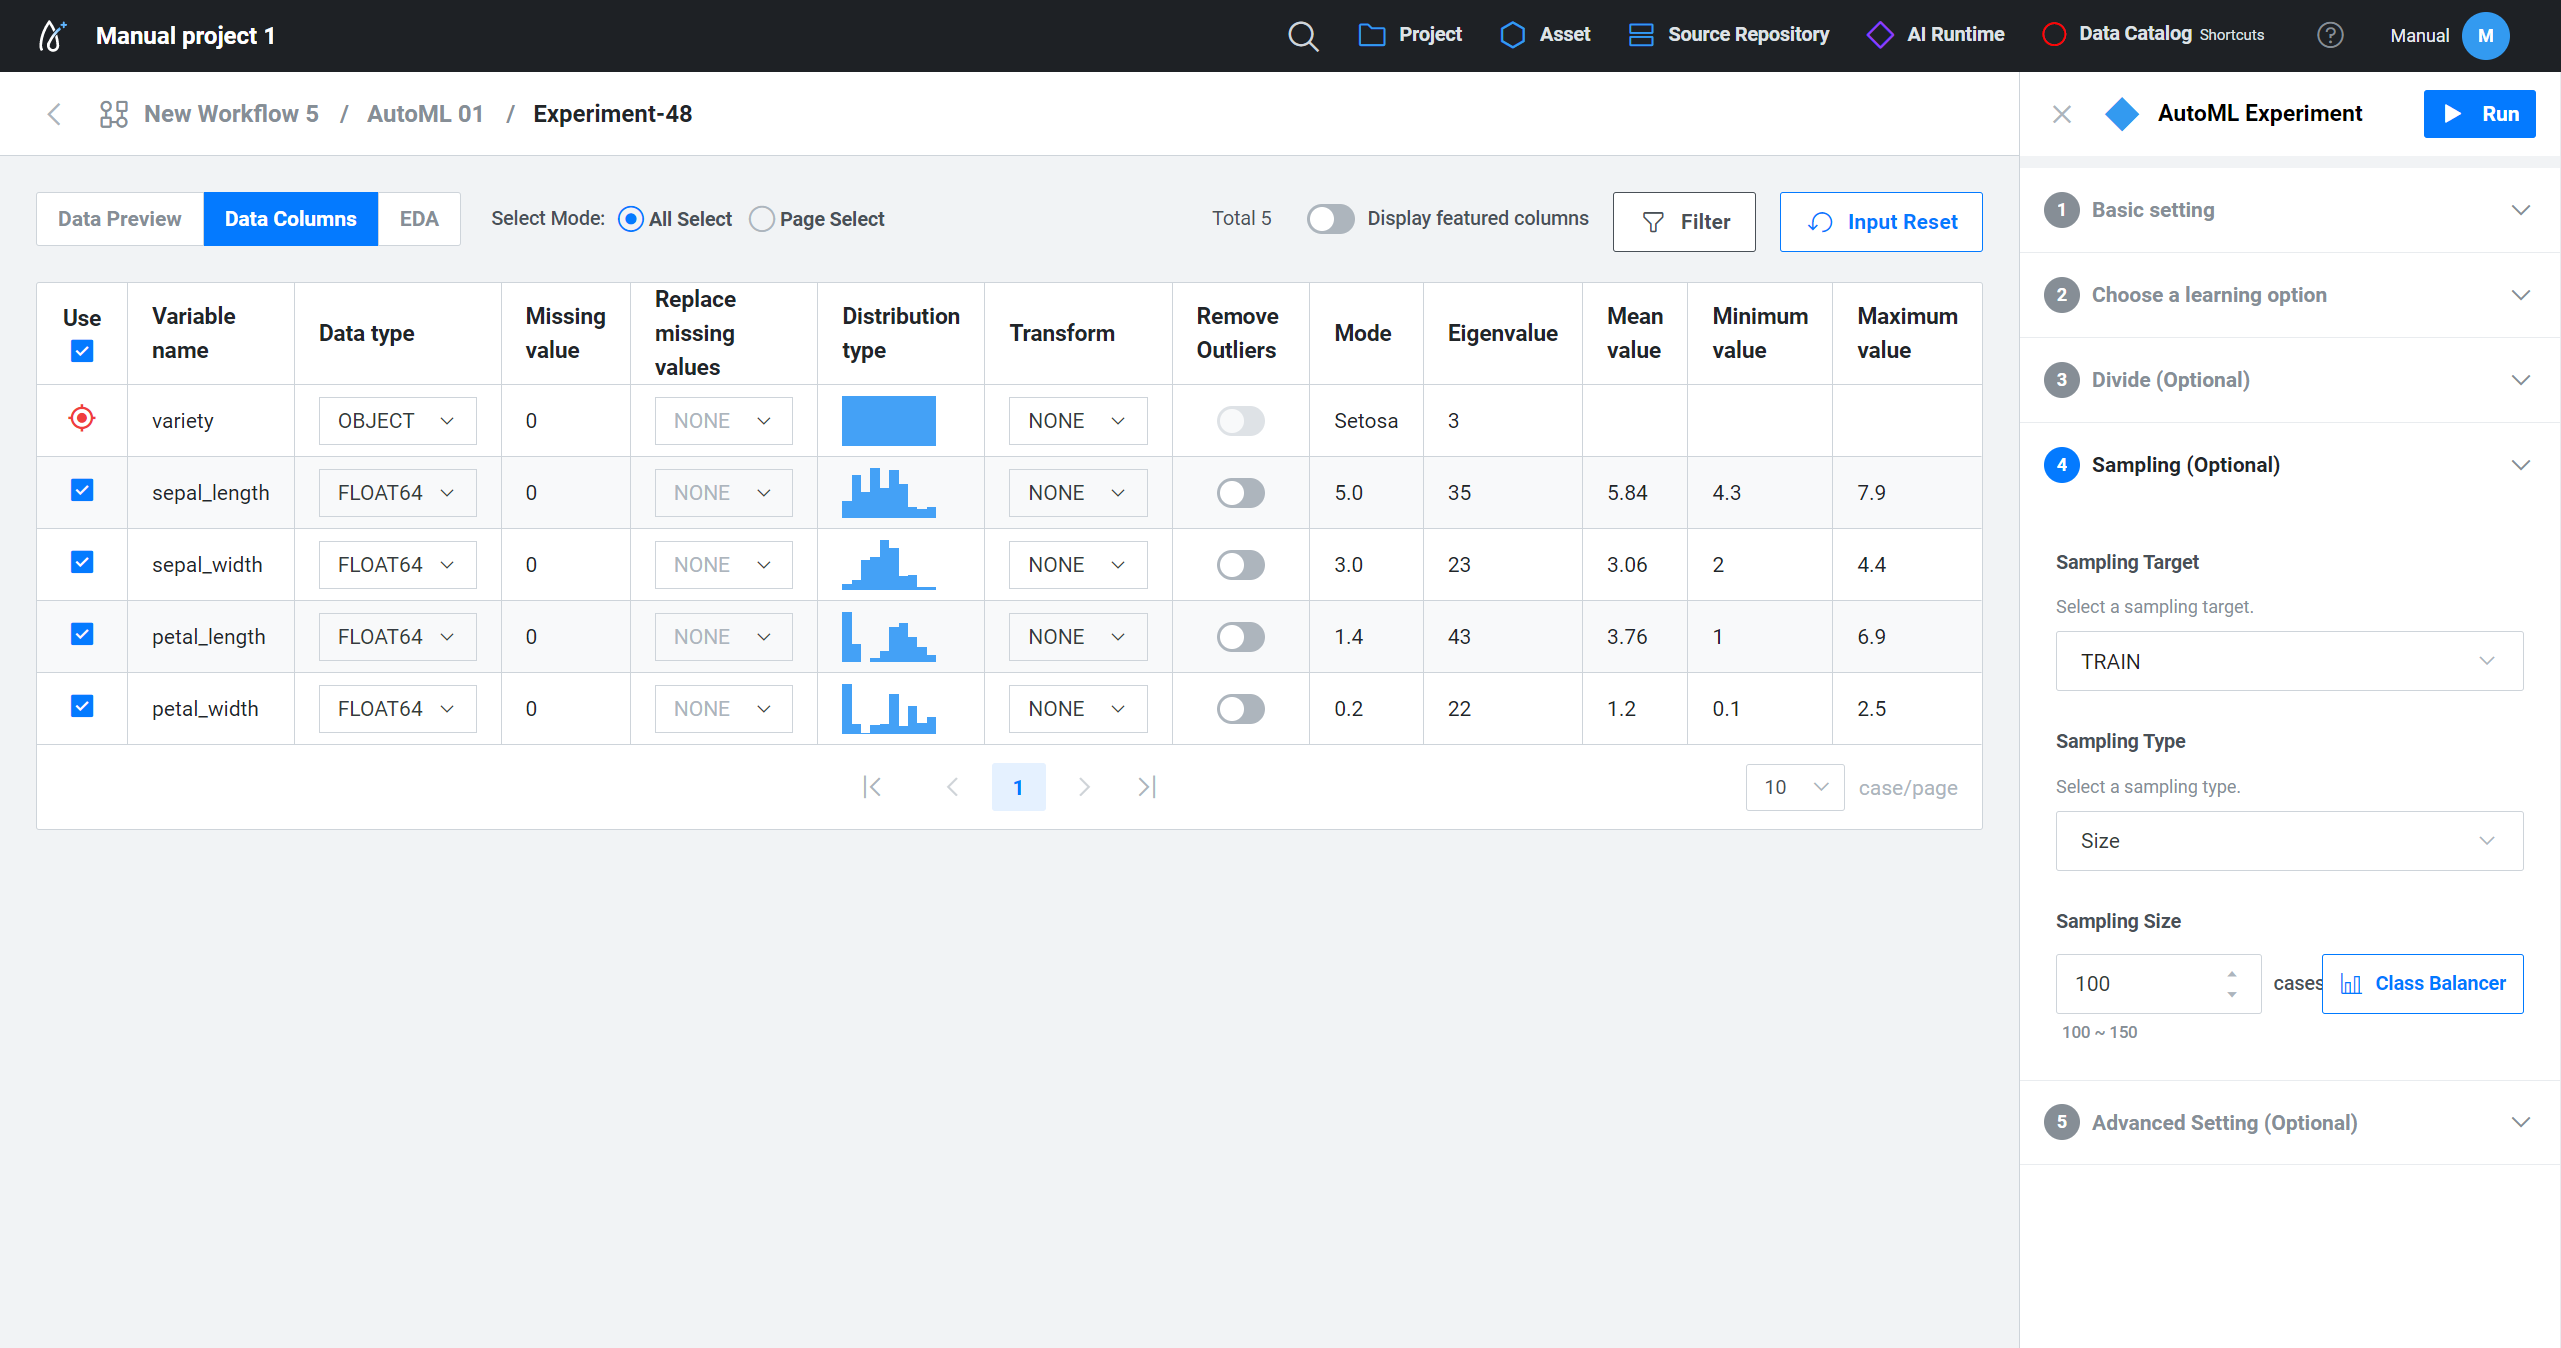 Manual project 1
Project
Asset
Source Repository
AI Runtime
Data Catalog Shortcuts
?
Manual
M
New Workflow 5 / AutoML 01 / Experiment-48
AutoML Experiment
Run
Data Preview
Data Columns
EDA
Select Mode:
All Select
Page Select
Total 5
Display featured columns
Filter
Input Reset
Use
Variable name
Data type
Missing value
Replace missing values
Distribution type
Transform
Remove Outliers
Mode
Eigenvalue
Mean value
Minimum value
Maximum value
variety OBJECT 0 NONE NONE Setosa 3
sepal_length FLOAT64 0 NONE NONE 5.0 35 5.84 4.3 7.9
sepal_width FLOAT64 0 NONE NONE 3.0 23 3.06 2 4.4
petal_length FLOAT64 0 NONE NONE 1.4 43 3.76 1 6.9
petal_width FLOAT64 0 NONE NONE 0.2 22 1.2 0.1 2.5
1
10 case/page
1 Basic setting
2 Choose a learning option
3 Divide (Optional)
4 Sampling (Optional)
Sampling Target
Select a sampling target.
TRAIN
Sampling Type
Select a sampling type.
Size
Sampling Size
100 cases
Class Balancer
100 ~ 150
5 Advanced Setting (Optional)